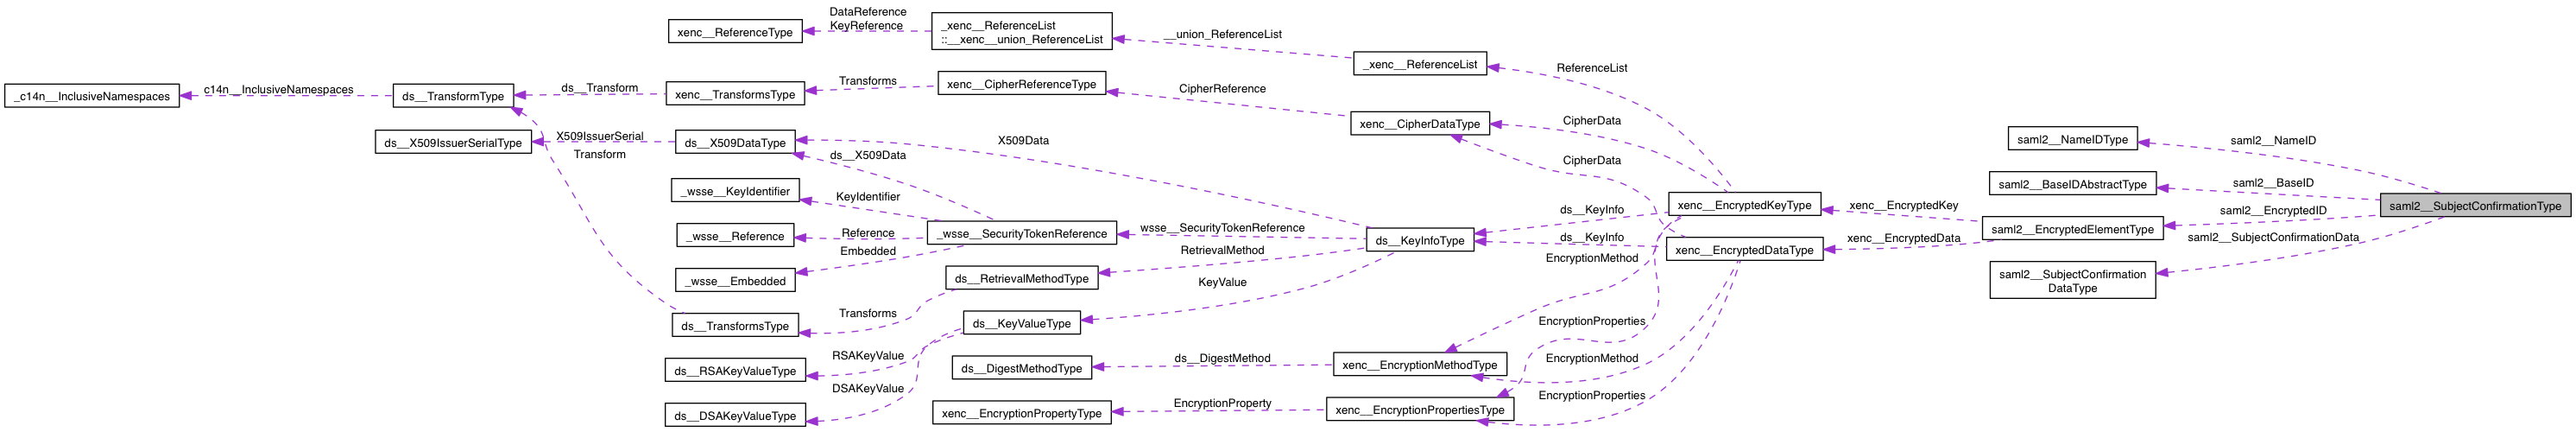 DataReference
KeyReference
xenc__ReferenceType
_xenc__ReferenceList
::__xenc__union_ReferenceList
__union_ReferenceList
_xenc__ReferenceList
ReferenceList
_c14n__InclusiveNamespaces
c14n__InclusiveNamespaces
ds__TransformType
ds__Transform
xenc__TransformsType
Transforms
xenc__CipherReferenceType
CipherReference
xenc__CipherDataType
CipherData
ds__X509IssuerSerialType
X509IssuerSerial
Transform
ds__X509DataType
X509Data
ds__X509Data
CipherData
saml2__NameIDType
saml2__NameID
_wsse__KeyIdentifier
KeyIdentifier
saml2__BaseIDAbstractType
saml2__BaseID
_wsse__Reference
Reference
_wsse__SecurityTokenReference
wsse__SecurityTokenReference
ds__KeyInfoType
ds__KeyInfo
ds__KeyInfo
xenc__EncryptedKeyType
xenc__EncryptedKey
saml2__EncryptedElementType
saml2__EncryptedID
saml2__SubjectConfirmationType
_wsse__Embedded
Embedded
ds__RetrievalMethodType
RetrievalMethod
EncryptionMethod
xenc__EncryptedDataType
xenc__EncryptedData
saml2__SubjectConfirmationData
saml2__SubjectConfirmation
DataType
KeyValue
ds__TransformsType
Transforms
ds__KeyValueType
EncryptionProperties
ds__RSAKeyValueType
RSAKeyValue
ds__DigestMethodType
ds__DigestMethod
xenc__EncryptionMethodType
EncryptionMethod
ds__DSAKeyValueType
DSAKeyValue
xenc__EncryptionPropertyType
EncryptionProperty
xenc__EncryptionPropertiesType
EncryptionProperties